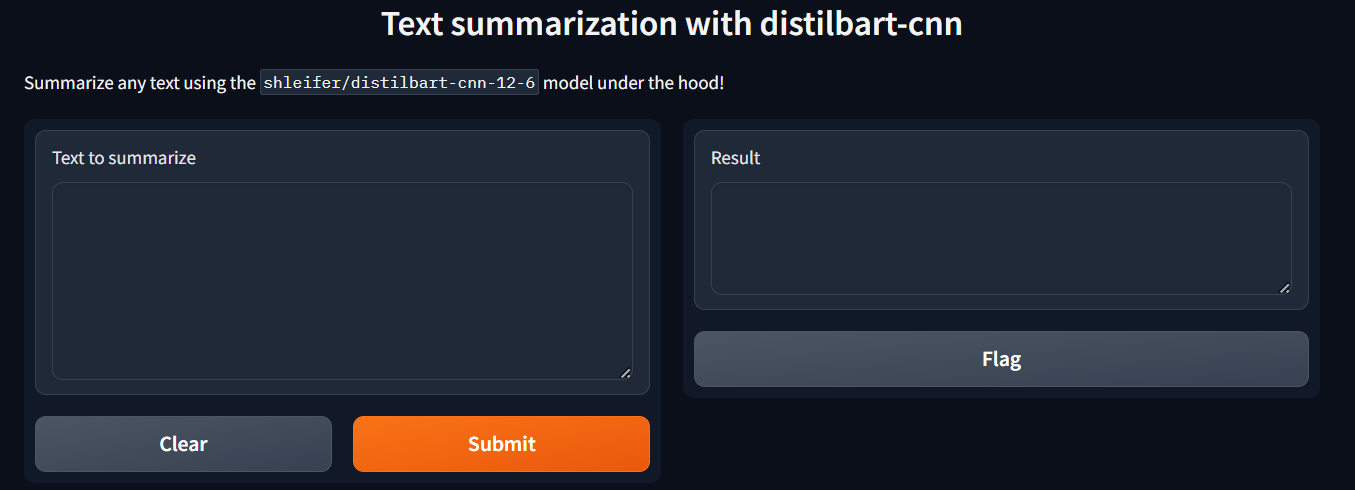 Text summarization with distilbart-cnn
Summarize any text using the shleifer/distilbart-cnn-12-6 model under the hood!
Text to summarize
Clear
Submit
Result
Flag